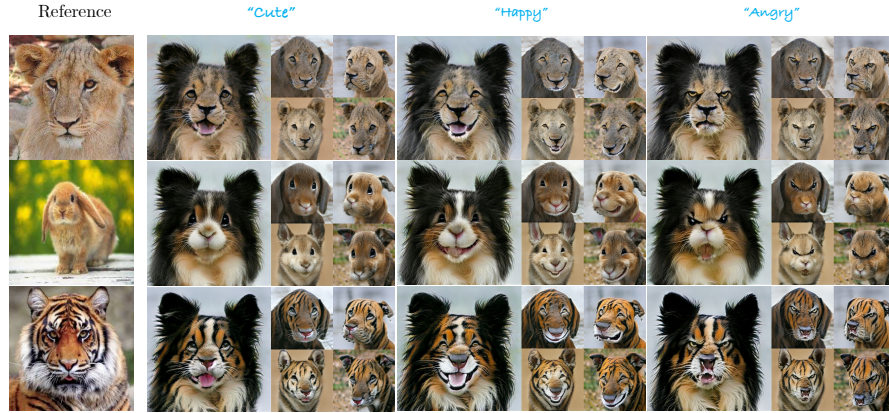 Reference
“Cute”
“Happy”
“Angry”